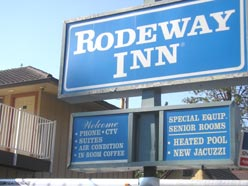 RODEWAY
INN®
Welcome
• PHONE • CTV
• SUITES
• AIR CONDITION
• IN ROOM COFFEE
SPECIAL EQUIP.
SENIOR ROOMS
• HEATED POOL
• NEW JACUZZI